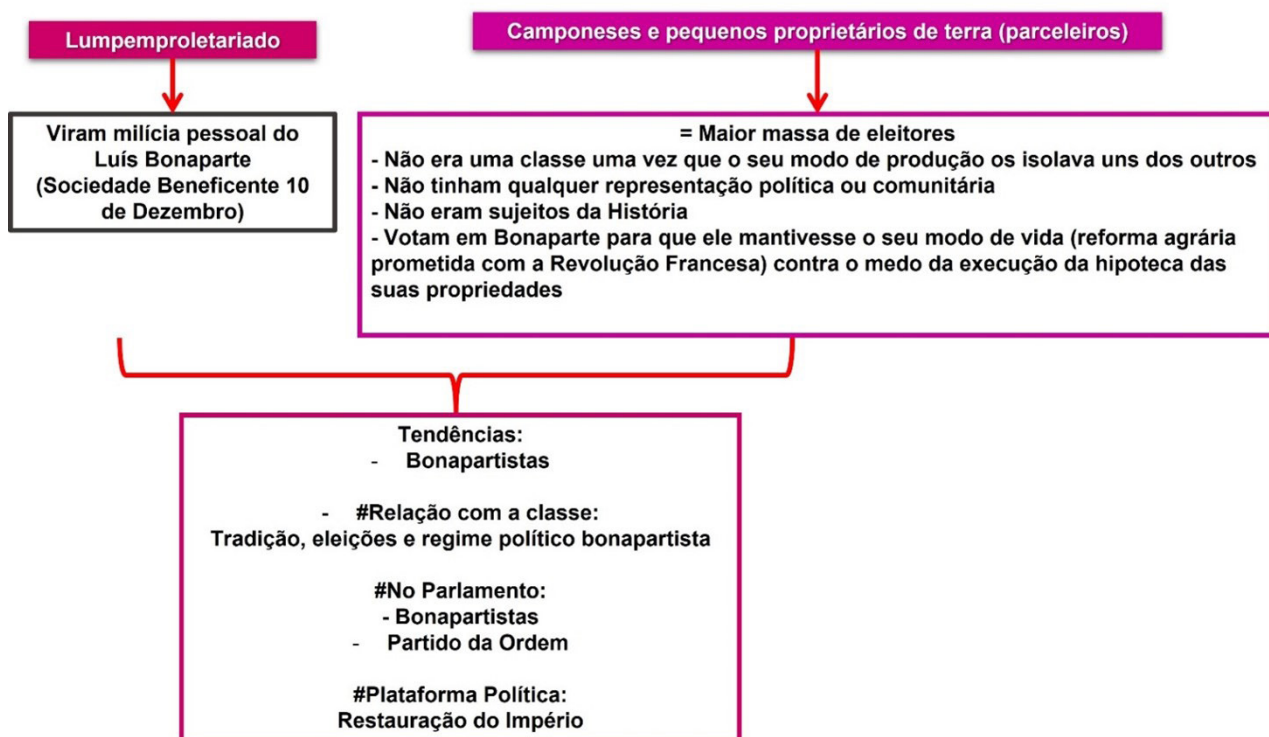 Lumpemproletariado
Camponeses e pequenos proprietários de terra (parceleiros)
Viram milícia pessoal do
Luís Bonaparte
(Sociedade Beneficente 10
de Dezembro)
= Maior massa de eleitores
- Não era uma classe uma vez que o seu modo de produção os isolava uns dos outros
- Não tinham qualquer representação política ou comunitária
- Não eram sujeitos da História
- Votam em Bonaparte para que ele mantivesse o seu modo de vida (reforma agrária
prometida com a Revolução Francesa) contra o medo da execução da hipoteca das
suas propriedades
Tendências:
- Bonapartistas
- #Relação com a classe:
Tradição, eleições e regime político bonapartista
#No Parlamento:
- Bonapartistas
- Partido da Ordem
#Plataforma Política:
Restauração do Império